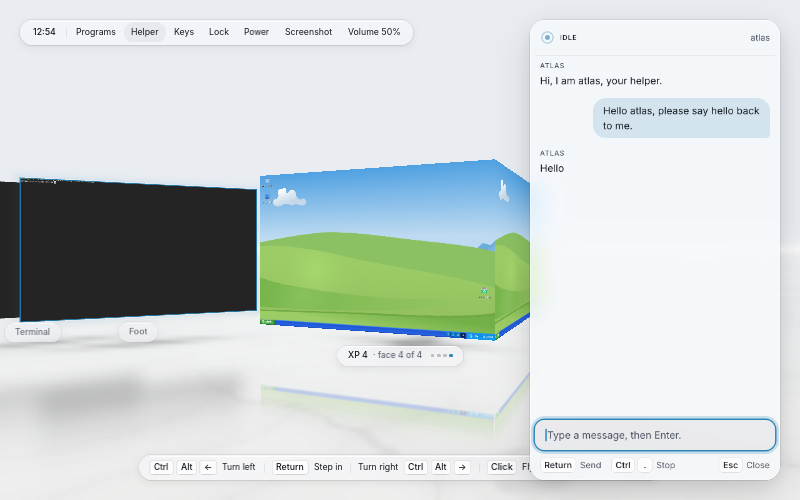 12:54 Programs Helper Keys Lock Power Screenshot Volume 50%
IDLE atlas
ATLAS
Hi, I am atlas, your helper.
Hello atlas, please say hello back
to me.
ATLAS
Hello
Terminal
Foot
XP 4 · face 4 of 4
Type a message, then Enter.
Return Send Ctrl . Stop Esc Close
Ctrl Alt ← Turn left Return Step in Turn right Ctrl Alt → Click